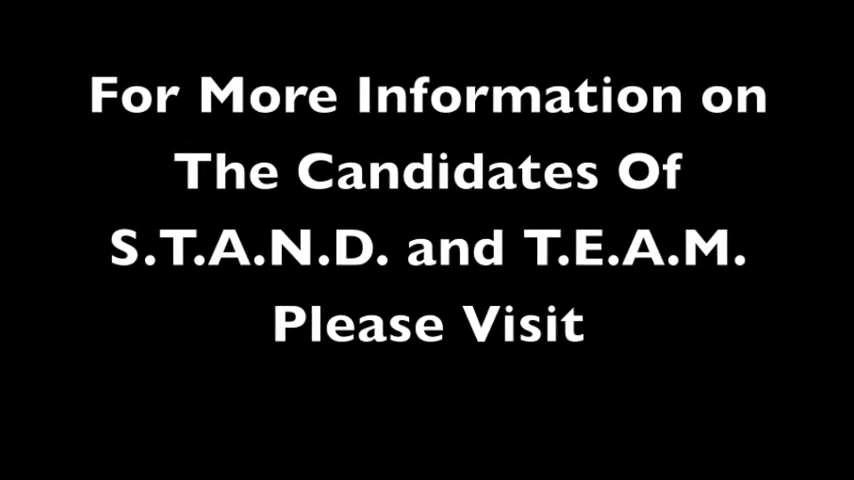 For More Information on
The Candidates Of
S.T.A.N.D. and T.E.A.M.
Please Visit